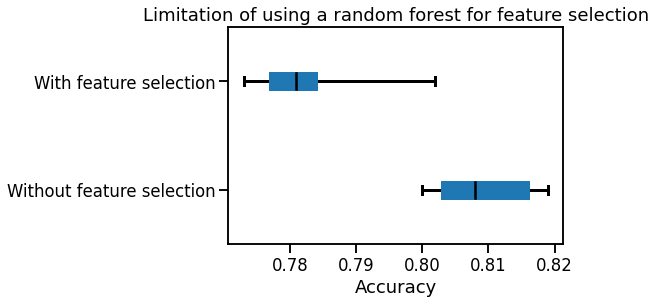 Limitation of using a random forest for feature selection
With feature selection
Without feature selection
0.78 0.79 0.80 0.81 0.82
Accuracy